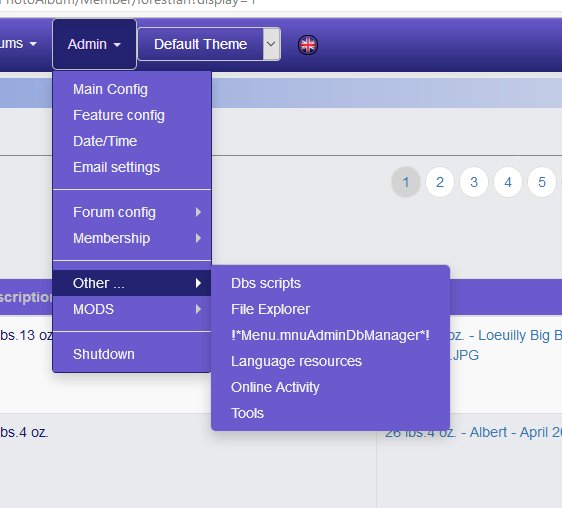 PhotoAlbum/Member/forestian?display=1
ums Admin Default Theme
Main Config
Feature config
Date/Time
Email settings
1 2 3 4 5
Forum config
Membership
Other ...
MODS
Shutdown
Dbs scripts
File Explorer
!*Menu.mnuAdminDbManager*!
Language resources
Online Activity
Tools
scription
bs.13 oz
oz. - Loeuilly Big B
.JPG
bs.4 oz.
26 lbs.4 oz. - Albert - April 20